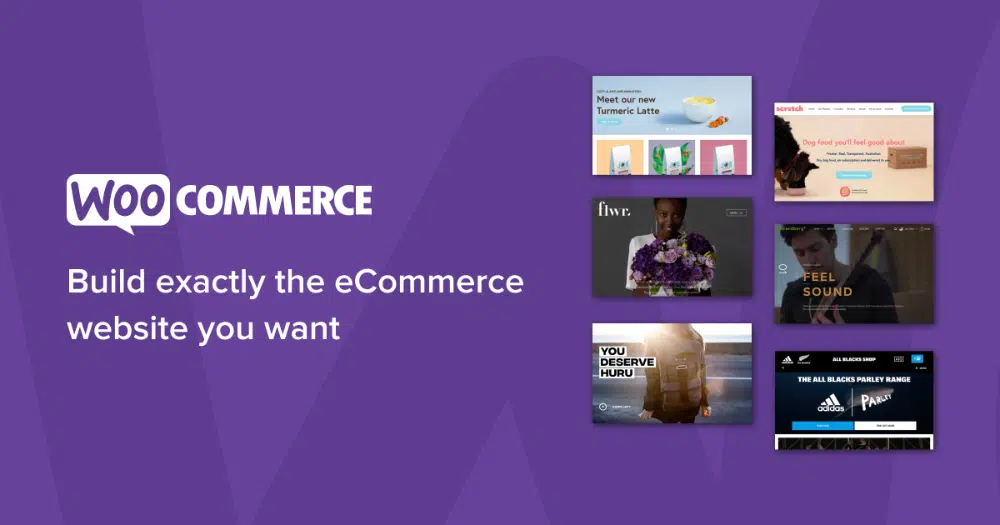 WOO COMMERCE
Build exactly the eCommerce
website you want
Meet our new
Turmeric Latte
scratch
Dog food you'll feel good about
flwr.
FEEL
SOUND
YOU
DESERVE
HURU
ALL BLACKS SHOP
THE ALL BLACKS PARLEY RANGE
adidas
PARLEY